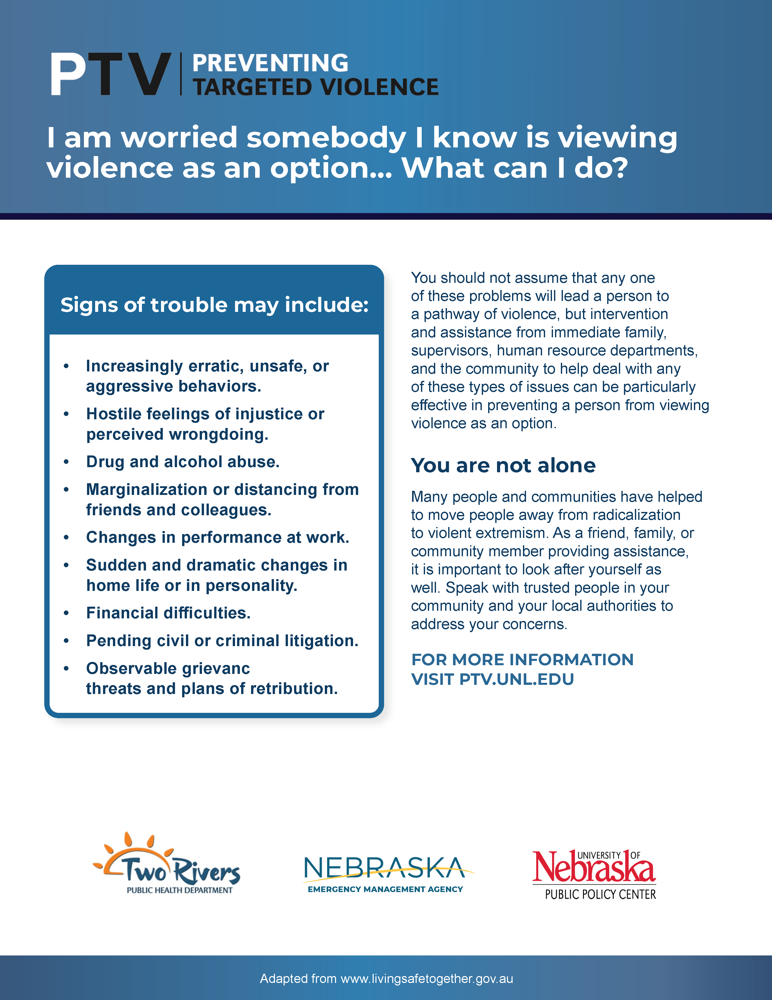 PTV
PREVENTING
TARGETED VIOLENCE
I am worried somebody I know is viewing
violence as an option... What can I do?
Signs of trouble may include:
• Increasingly erratic, unsafe, or
aggressive behaviors.
• Hostile feelings of injustice or
perceived wrongdoing.
• Drug and alcohol abuse.
• Marginalization or distancing from
friends and colleagues.
• Changes in performance at work.
• Sudden and dramatic changes in
home life or in personality.
• Financial difficulties.
• Pending civil or criminal litigation.
• Observable grievanc
threats and plans of retribution.
You should not assume that any one
of these problems will lead a person to
a pathway of violence, but intervention
and assistance from immediate family,
supervisors, human resource departments,
and the community to help deal with any
of these types of issues can be particularly
effective in preventing a person from viewing
violence as an option.
You are not alone
Many people and communities have helped
to move people away from radicalization
to violent extremism. As a friend, family, or
community member providing assistance,
it is important to look after yourself as
well. Speak with trusted people in your
community and your local authorities to
address your concerns.
FOR MORE INFORMATION
VISIT PTV.UNL.EDU
Two Rivers
PUBLIC HEALTH DEPARTMENT
NEBRASKA
EMERGENCY MANAGEMENT AGENCY
UNIVERSITY OF
Nebraska
PUBLIC POLICY CENTER
Adapted from www.livingsafetogether.gov.au